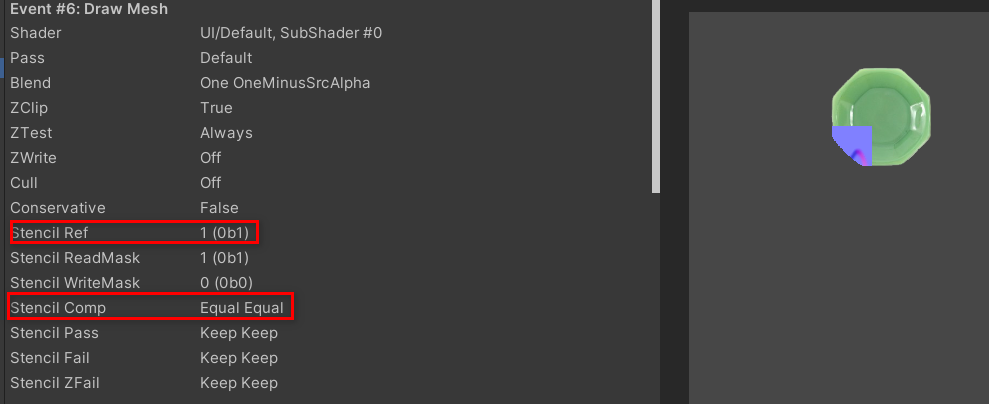 Event #6: Draw Mesh
Shader UI/Default, SubShader #0
Pass Default
Blend One OneMinusSrcAlpha
ZClip True
ZTest Always
ZWrite Off
Cull Off
Conservative False
Stencil Ref 1 (0b1)
Stencil ReadMask 1 (0b1)
Stencil WriteMask 0 (0b0)
Stencil Comp Equal Equal
Stencil Pass Keep Keep
Stencil Fail Keep Keep
Stencil ZFail Keep Keep